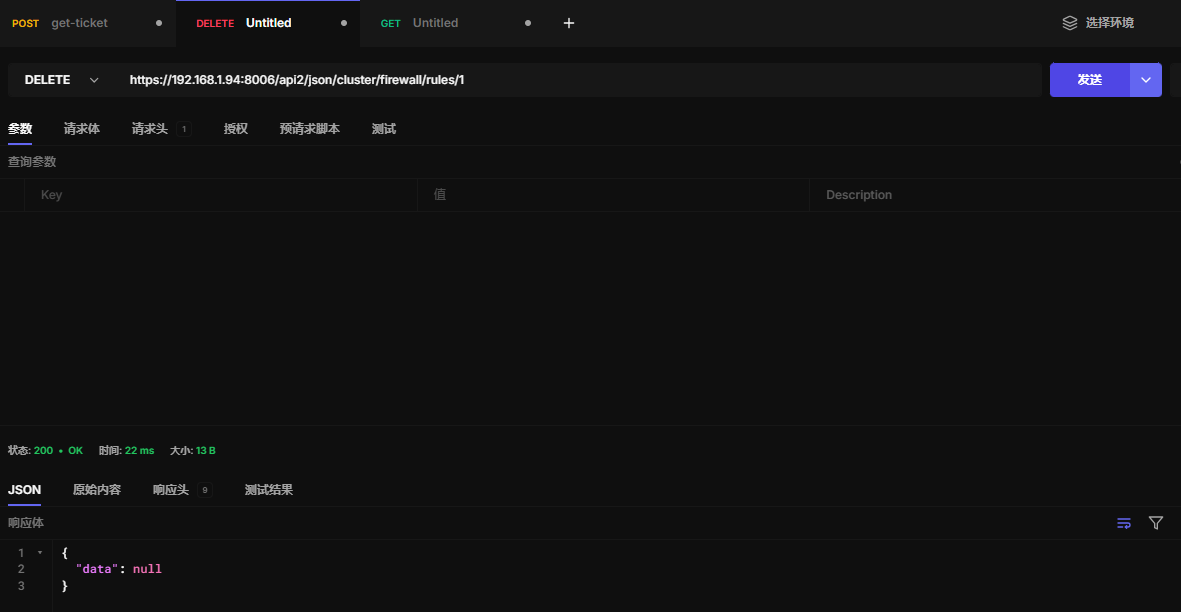 POST get-ticket DELETE Untitled GET Untitled + 选择环境
DELETE https://192.168.1.94:8006/api2/json/cluster/firewall/rules/1 发送
参数 请求体 请求头 1 授权 预请求脚本 测试
查询参数
Key 值 Description
状态: 200 • OK 时间: 22 ms 大小: 13 B
JSON 原始内容 响应头 9 测试结果
响应体
1 {
2 "data": null
3 }